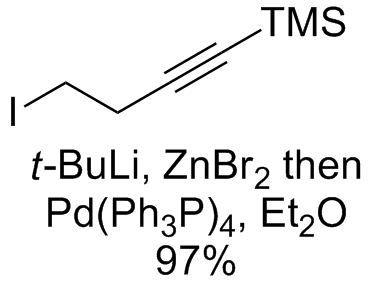 TMS
I
t-BuLi, ZnBr₂ then
Pd(Ph₃P)₄, Et₂O
97%